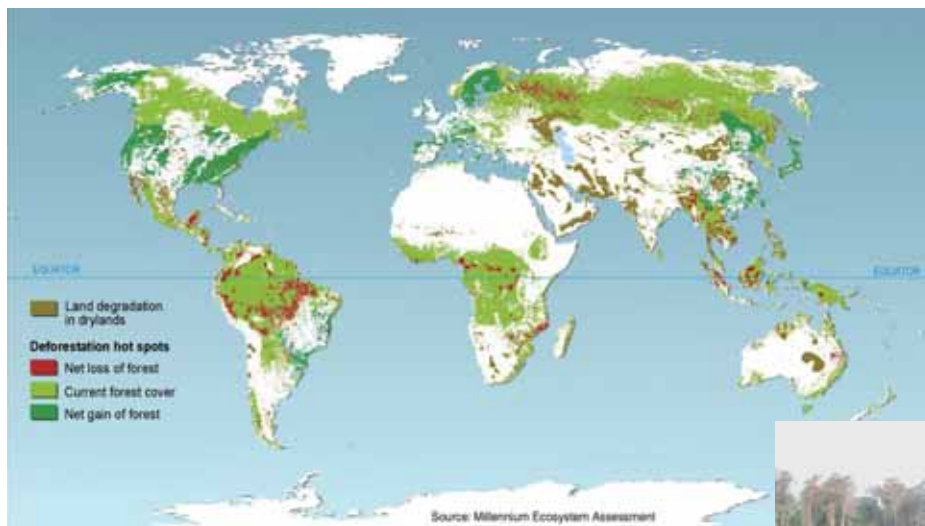 EQUATOR
EQUATOR
Land degradation
in drylands
Deforestation hot spots
Net loss of forest
Current forest cover
Net gain of forest
Source: Millennium Ecosystem Assessment